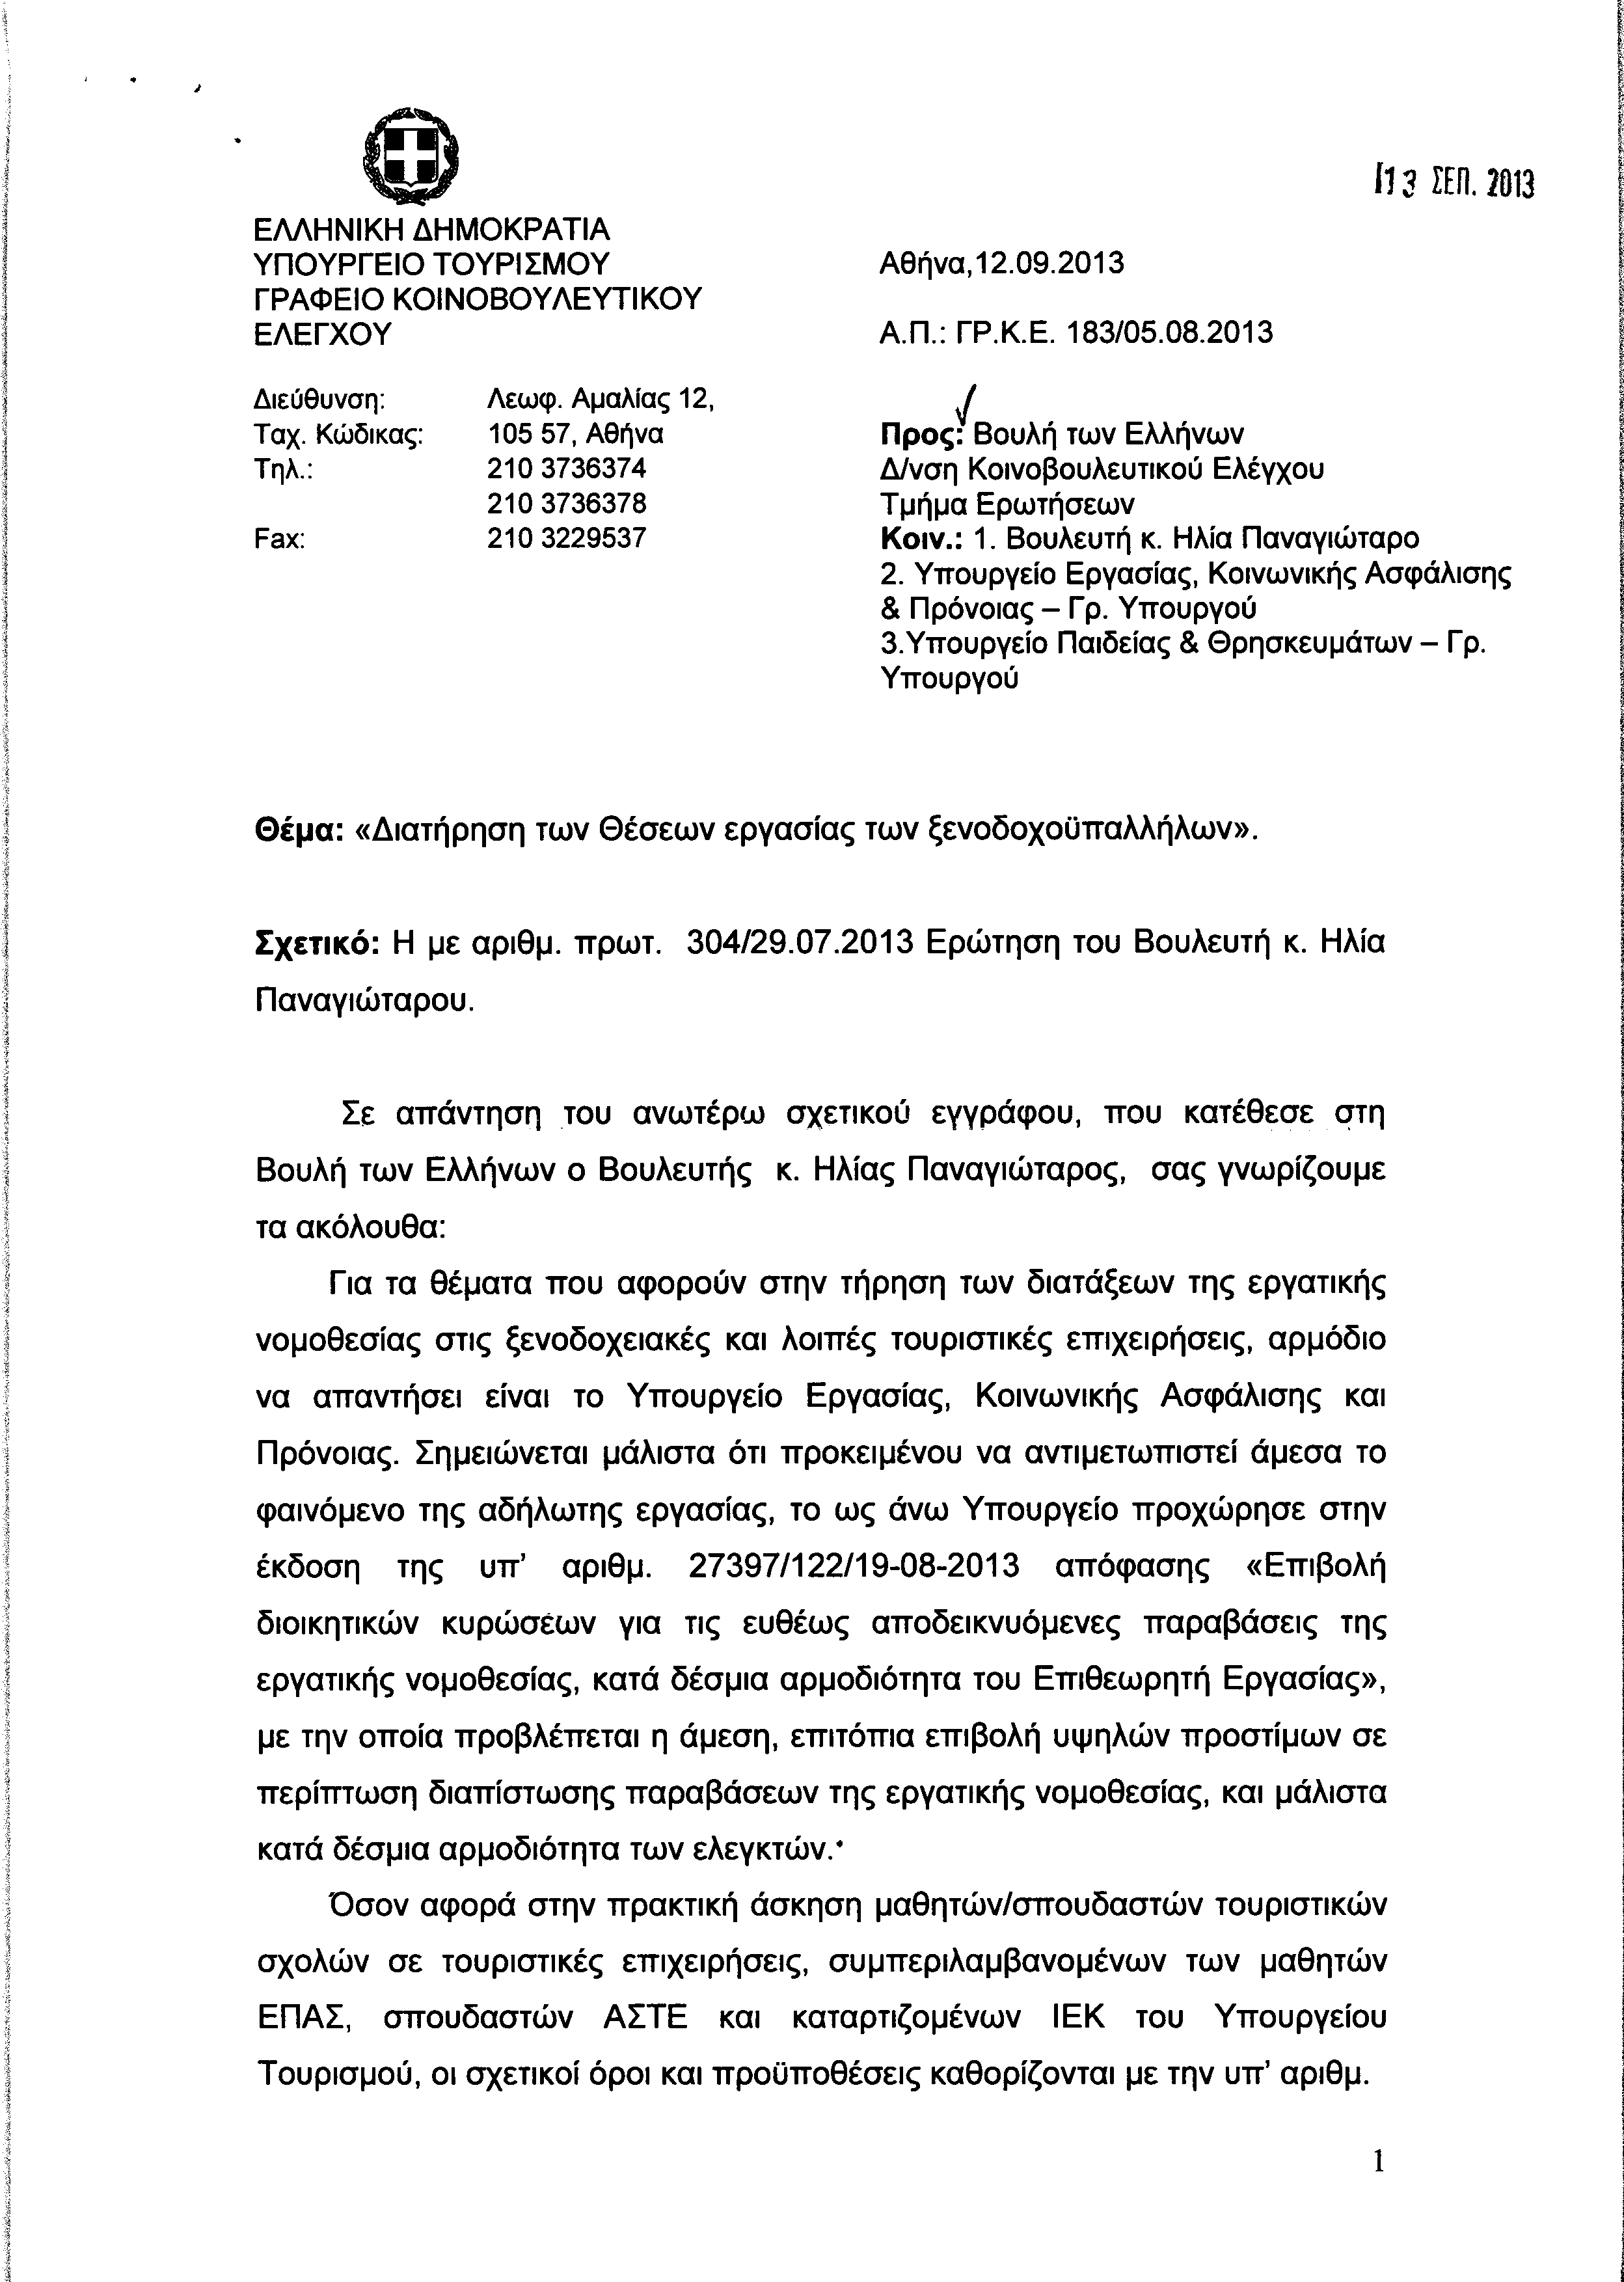 13 ΣΕΠ. 2013
ΕΛΛΗΝΙΚΗ ΔΗΜΟΚΡΑΤΙΑ
ΥΠΟΥΡΓΕΙΟ ΤΟΥΡΙΣΜΟΥ
ΓΡΑΦΕΙΟ ΚΟΙΝΟΒΟΥΛΕΥΤΙΚΟΥ
ΕΛΕΓΧΟΥ
Διεύθυνση: Λεωφ. Αμαλίας 12,
Ταχ. Κώδικας: 105 57, Αθήνα
Τηλ.: 210 3736374
210 3736378
Fax: 210 3229537
Αθήνα,12.09.2013
Α.Π.: ΓΡ.Κ.Ε. 183/05.08.2013
Προς: Βουλή των Ελλήνων
Δ/νση Κοινοβουλευτικού Ελέγχου
Τμήμα Ερωτήσεων
Κοιν.: 1. Βουλευτή κ. Ηλία Παναγιώταρο
2. Υπουργείο Εργασίας, Κοινωνικής Ασφάλισης
& Πρόνοιας – Γρ. Υπουργού
3.Υπουργείο Παιδείας & Θρησκευμάτων – Γρ.
Υπουργού
Θέμα: «Διατήρηση των Θέσεων εργασίας των ξενοδοχοϋπαλλήλων».
Σχετικό: Η με αριθμ. πρωτ. 304/29.07.2013 Ερώτηση του Βουλευτή κ. Ηλία
Παναγιώταρου.
Σε απάντηση του ανωτέρω σχετικού εγγράφου, που κατέθεσε στη
Βουλή των Ελλήνων ο Βουλευτής κ. Ηλίας Παναγιώταρος, σας γνωρίζουμε
τα ακόλουθα:
Για τα θέματα που αφορούν στην τήρηση των διατάξεων της εργατικής
νομοθεσίας στις ξενοδοχειακές και λοιπές τουριστικές επιχειρήσεις, αρμόδιο
να απαντήσει είναι το Υπουργείο Εργασίας, Κοινωνικής Ασφάλισης και
Πρόνοιας. Σημειώνεται μάλιστα ότι προκειμένου να αντιμετωπιστεί άμεσα το
φαινόμενο της αδήλωτης εργασίας, το ως άνω Υπουργείο προχώρησε στην
έκδοση της υπ’ αριθμ. 27397/122/19-08-2013 απόφασης «Επιβολή
διοικητικών κυρώσεων για τις ευθέως αποδεικνυόμενες παραβάσεις της
εργατικής νομοθεσίας, κατά δέσμια αρμοδιότητα του Επιθεωρητή Εργασίας»,
με την οποία προβλέπεται η άμεση, επιτόπια επιβολή υψηλών προστίμων σε
περίπτωση διαπίστωσης παραβάσεων της εργατικής νομοθεσίας, και μάλιστα
κατά δέσμια αρμοδιότητα των ελεγκτών.
Όσον αφορά στην πρακτική άσκηση μαθητών/σπουδαστών τουριστικών
σχολών σε τουριστικές επιχειρήσεις, συμπεριλαμβανομένων των μαθητών
ΕΠΑΣ, σπουδαστών ΑΣΤΕ και καταρτιζομένων ΙΕΚ του Υπουργείου
Τουρισμού, οι σχετικοί όροι και προϋποθέσεις καθορίζονται με την υπ’ αριθμ.
1